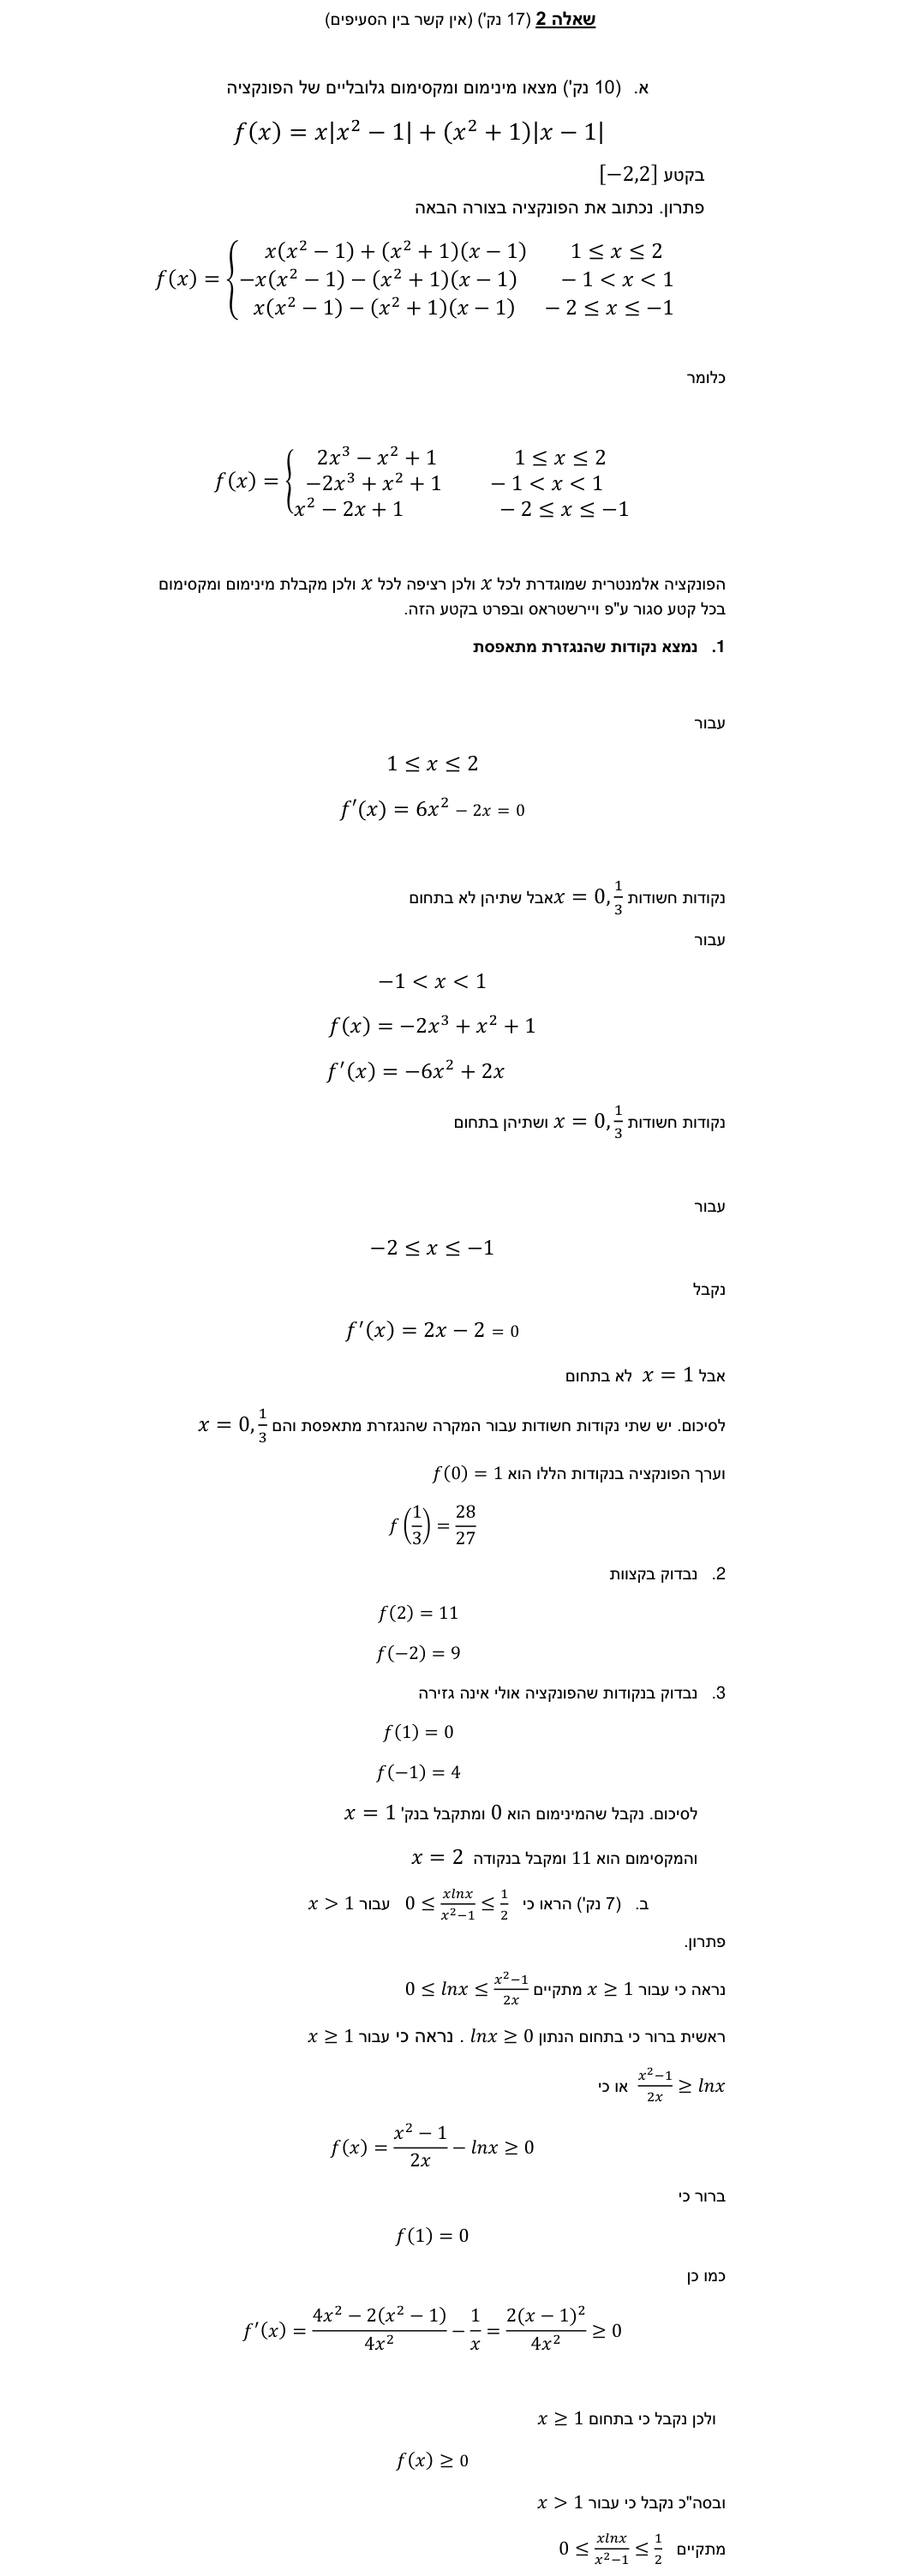 שאלה 2 (17 נק') (אין קשר בין הסעיפים)
א. (10 נק') מצאו מינימום ומקסימום גלובליים של הפונקציה
f(x) = x|x² − 1| + (x² + 1)|x − 1|
בקטע [−2,2]
פתרון. נכתוב את הפונקציה בצורה הבאה
f(x) = { x(x² − 1) + (x² + 1)(x − 1)   1 ≤ x ≤ 2
−x(x² − 1) − (x² + 1)(x − 1)   − 1 < x < 1
x(x² − 1) − (x² + 1)(x − 1)   − 2 ≤ x ≤ −1
כלומר
f(x) = { 2x³ − x² + 1   1 ≤ x ≤ 2
−2x³ + x² + 1   − 1 < x < 1
x² − 2x + 1   − 2 ≤ x ≤ −1
הפונקציה אלמנטרית שמוגדרת לכל x ולכן רציפה לכל x ולכן מקבלת מינימום ומקסימום
בכל קטע סגור ע"פ ויירשטראס ובפרט בקטע הזה.
1. נמצא נקודות שהנגזרת מתאפסת
עבור
1 ≤ x ≤ 2
f′(x) = 6x² − 2x = 0
נקודות חשודות x = 0, 1/3 אבל שתיהן לא בתחום
עבור
−1 < x < 1
f(x) = −2x³ + x² + 1
f′(x) = −6x² + 2x
נקודות חשודות x = 0, 1/3 ושתיהן בתחום
עבור
−2 ≤ x ≤ −1
נקבל
f′(x) = 2x − 2 = 0
אבל x = 1 לא בתחום
לסיכום. יש שתי נקודות חשודות עבור המקרה שהנגזרת מתאפסת והם x = 0, 1/3
וערך הפונקציה בנקודות הללו הוא f(0) = 1
f(1/3) = 28/27
2. נבדוק בקצוות
f(2) = 11
f(−2) = 9
3. נבדוק בנקודות שהפונקציה אולי אינה גזירה
f(1) = 0
f(−1) = 4
לסיכום. נקבל שהמינימום הוא 0 ומתקבל בנק' x = 1
והמקסימום הוא 11 ומקבל בנקודה x = 2
ב. (7 נק') הראו כי 0 ≤ xlnx/(x²−1) ≤ 1/2 עבור x > 1
פתרון.
נראה כי עבור x ≥ 1 מתקיים 0 ≤ lnx ≤ (x²−1)/2x
ראשית ברור כי בתחום הנתון lnx ≥ 0 . נראה כי עבור x ≥ 1
(x²−1)/2x ≥ lnx או כי
f(x) = (x² − 1)/2x − lnx ≥ 0
ברור כי
f(1) = 0
כמו כן
f′(x) = (4x² − 2(x² − 1))/4x² − 1/x = 2(x − 1)²/4x² ≥ 0
ולכן נקבל כי בתחום x ≥ 1
f(x) ≥ 0
ובסה"כ נקבל כי עבור x > 1
מתקיים 0 ≤ xlnx/(x²−1) ≤ 1/2